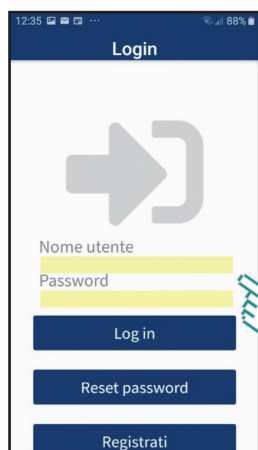 12:35 ... 88%
Login
Nome utente
Password
Log in
Reset password
Registrati